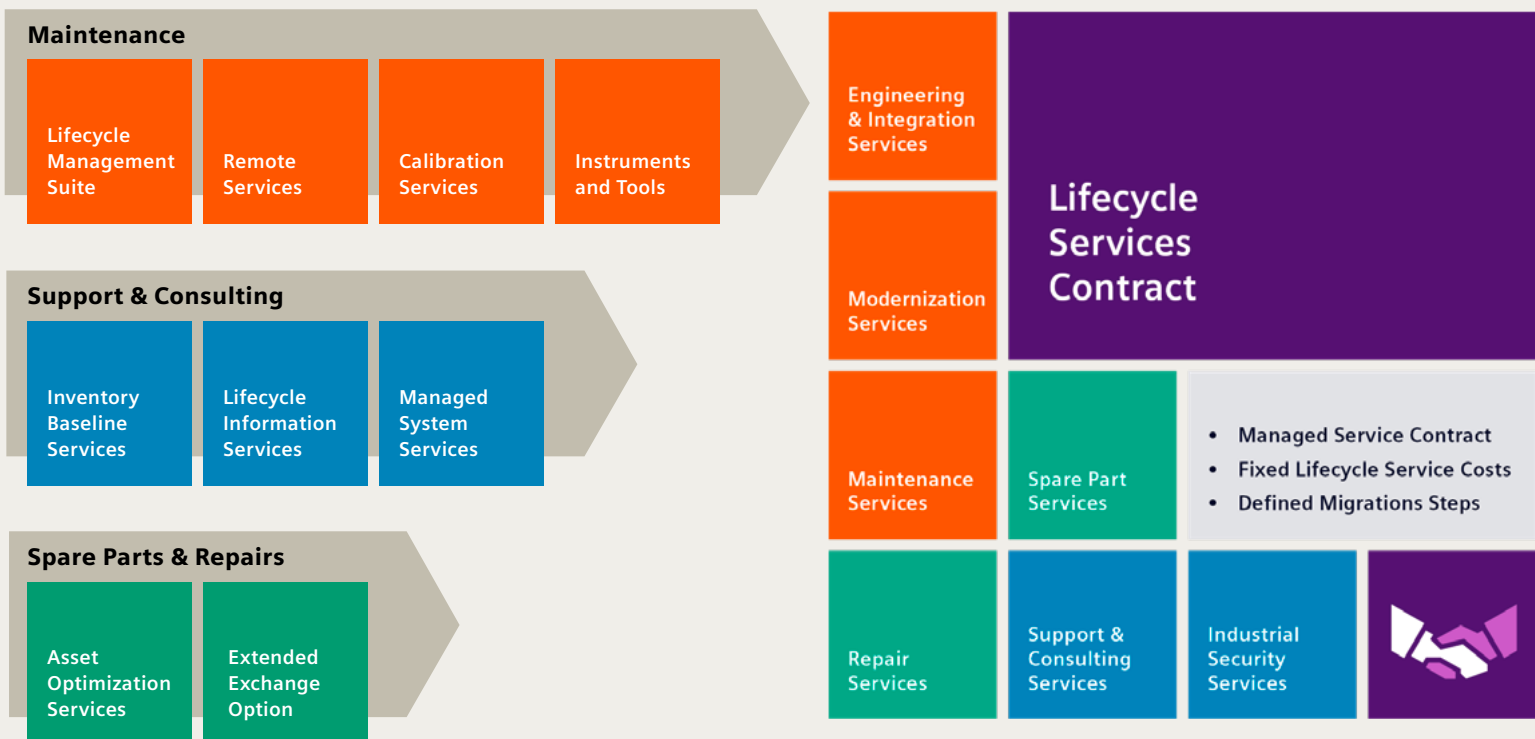 Maintenance
Lifecycle
Management
Suite
Remote
Services
Calibration
Services
Instruments
and Tools
Support & Consulting
Inventory
Baseline
Services
Lifecycle
Information
Services
Managed
System
Services
Spare Parts & Repairs
Asset
Optimization
Services
Extended
Exchange
Option
Engineering
& Integration
Services
Lifecycle
Services
Contract
Modernization
Services
Maintenance
Services
Spare Part
Services
• Managed Service Contract
• Fixed Lifecycle Service Costs
• Defined Migrations Steps
Repair
Services
Support &
Consulting
Services
Industrial
Security
Services